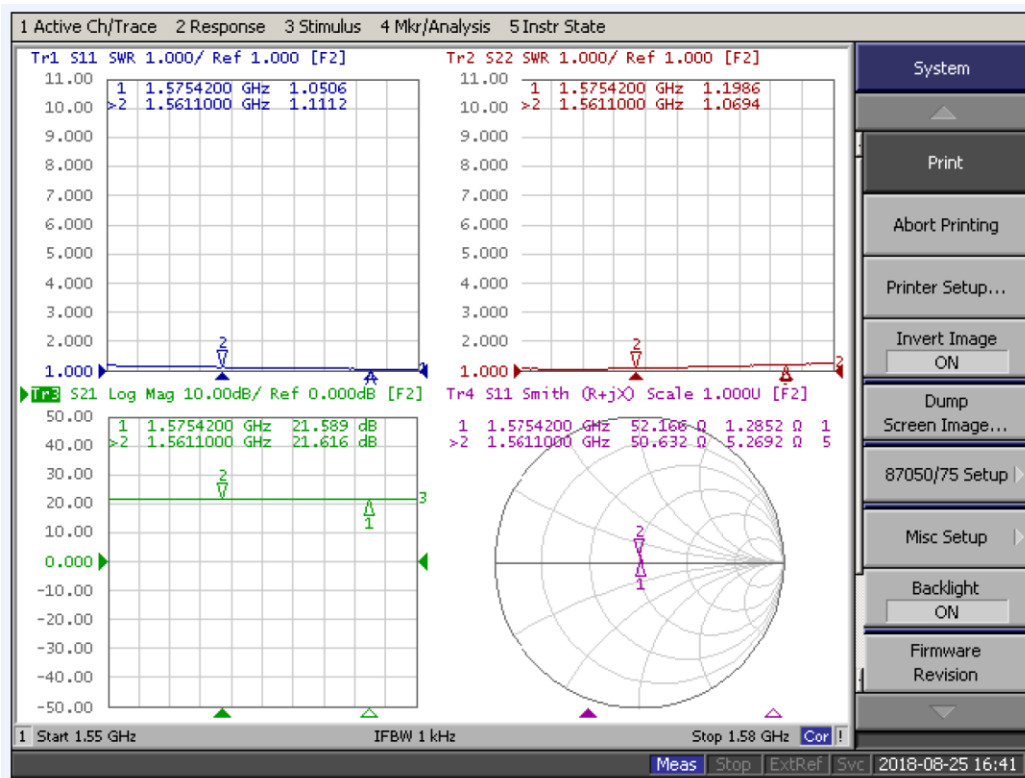 1 Active Ch/Trace 2 Response 3 Stimulus 4 Mkr/Analysis 5 Instr State
Tr1 S11 SWR 1.000/ Ref 1.000 [F2]
11.00
10.00
9.000
8.000
7.000
6.000
5.000
4.000
3.000
2.000
1.000
1 1.5754200 GHz 1.0506
>2 1.5611000 GHz 1.1112
2
Tr2 S22 SWR 1.000/ Ref 1.000 [F2]
11.00
10.00
9.000
8.000
7.000
6.000
5.000
4.000
3.000
2.000
1.000
1 1.5754200 GHz 1.1986
>2 1.5611000 GHz 1.0694
2
2
Tr3 S21 Log Mag 10.00dB/ Ref 0.000dB [F2]
50.00
40.00
30.00
20.00
10.00
0.000
-10.00
-20.00
-30.00
-40.00
-50.00
1 1.5754200 GHz 21.589 dB
>2 1.5611000 GHz 21.616 dB
2
3
1
Tr4 S11 Smith (R+jX) Scale 1.000U [F2]
1 1.5754200 GHz 52.166 Ω 1.2852 Ω 1
>2 1.5611000 GHz 50.632 Ω 5.2692 Ω 5
2
1
1 Start 1.55 GHz IFBW 1 kHz Stop 1.58 GHz Cor !
System
Print
Abort Printing
Printer Setup...
Invert Image
ON
Dump
Screen Image...
87050/75 Setup
Misc Setup
Backlight
ON
Firmware
Revision
Meas Stop ExtRef Svc 2018-08-25 16:41